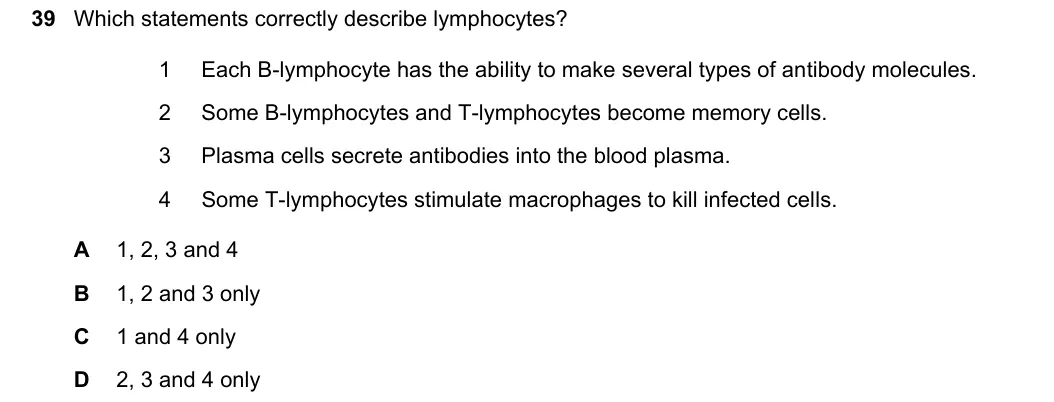 39 Which statements correctly describe lymphocytes?
1 Each B-lymphocyte has the ability to make several types of antibody molecules.
2 Some B-lymphocytes and T-lymphocytes become memory cells.
3 Plasma cells secrete antibodies into the blood plasma.
4 Some T-lymphocytes stimulate macrophages to kill infected cells.
A 1, 2, 3 and 4
B 1, 2 and 3 only
C 1 and 4 only
D 2, 3 and 4 only